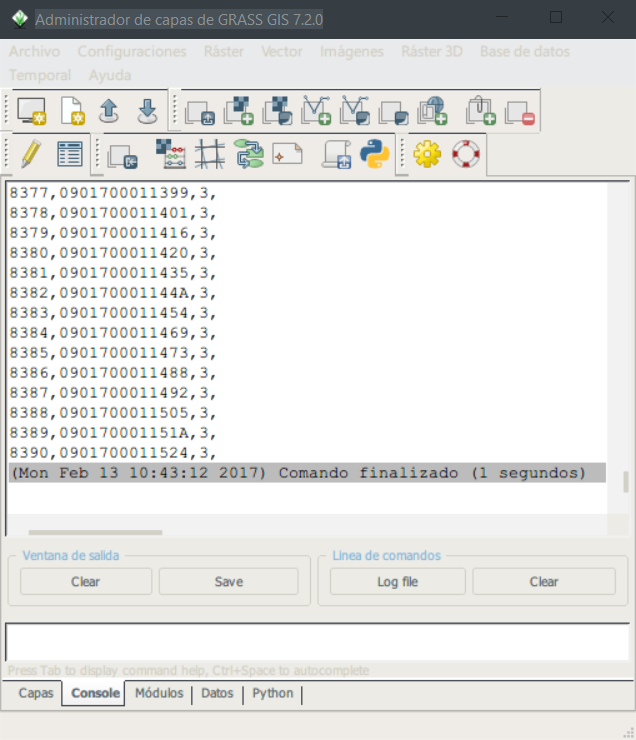 Administrador de capas de GRASS GIS 7.2.0
Archivo Configuraciones Ráster Vector Imágenes Ráster 3D Base de datos
Temporal Ayuda
8377,0901700011399,3,
8378,0901700011401,3,
8379,0901700011416,3,
8380,0901700011420,3,
8381,0901700011435,3,
8382,090170001144A,3,
8383,0901700011454,3,
8384,0901700011469,3,
8385,0901700011473,3,
8386,0901700011488,3,
8387,0901700011492,3,
8388,0901700011505,3,
8389,090170001151A,3,
8390,0901700011524,3,
(Mon Feb 13 10:43:12 2017) Comando finalizado (1 segundos)
Ventana de salida Línea de comandos
Clear Save Log file Clear
Press Tab to display command help, Ctrl+Space to autocomplete
Capas Console Módulos Datos Python